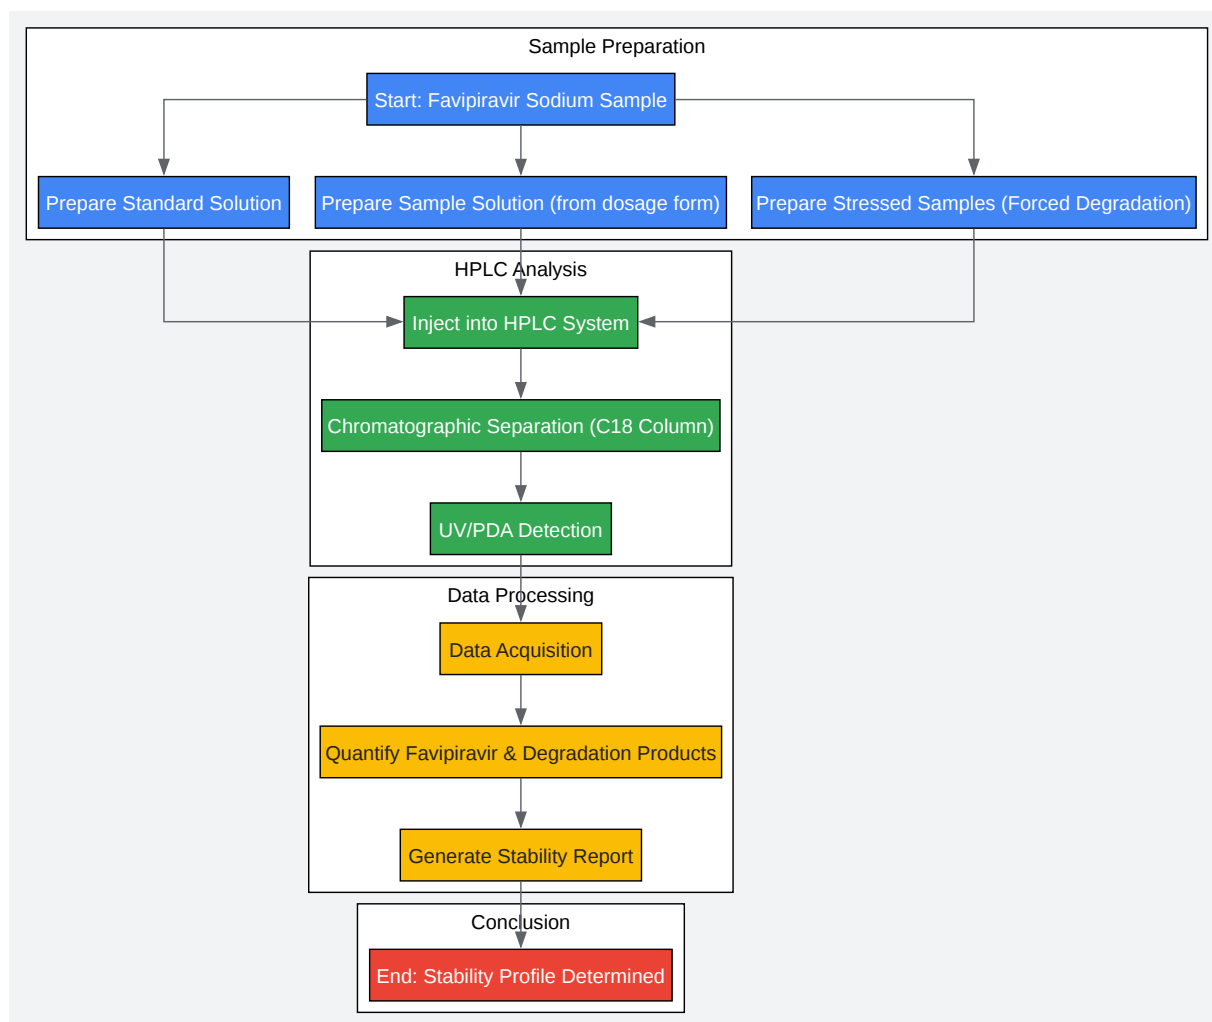 Sample Preparation
Start: Favipiravir Sodium Sample
Prepare Standard Solution
Prepare Sample Solution (from dosage form)
Prepare Stressed Samples (Forced Degradation)
HPLC Analysis
Inject into HPLC System
Chromatographic Separation (C18 Column)
UV/PDA Detection
Data Processing
Data Acquisition
Quantify Favipiravir & Degradation Products
Generate Stability Report
Conclusion
End: Stability Profile Determined